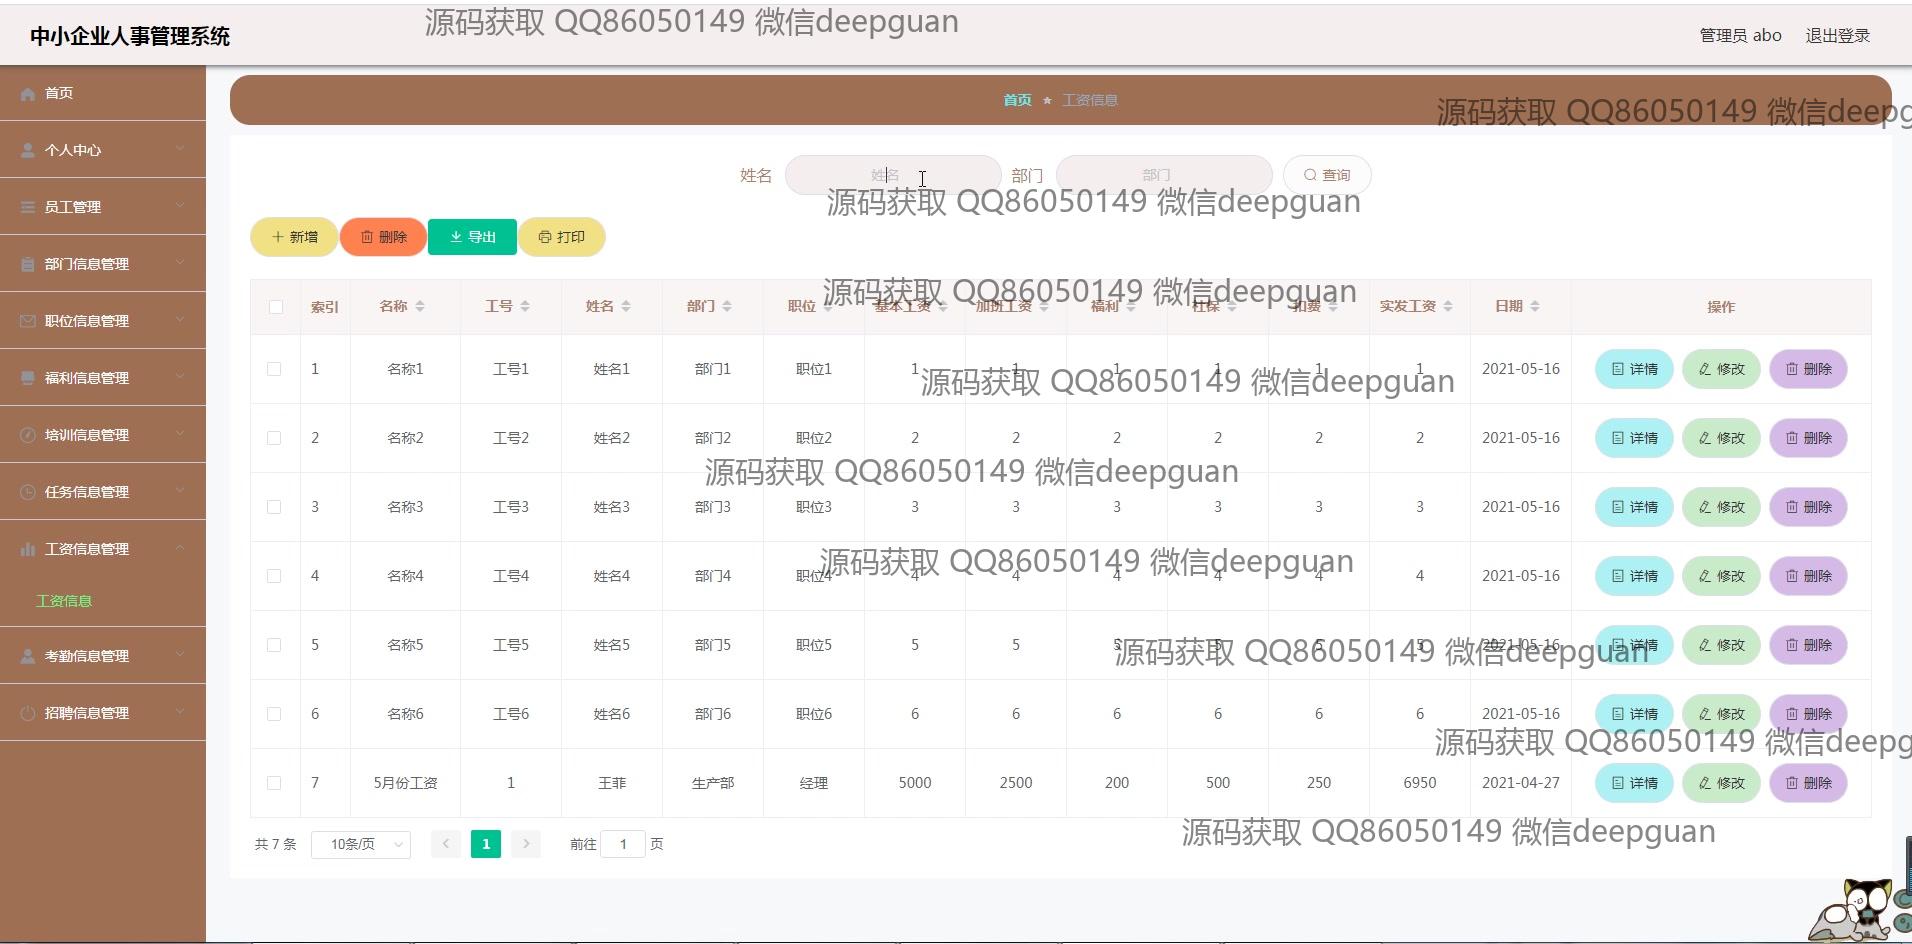 源码获取 QQ86050149 微信deepguan
中小企业人事管理系统
管理员 abo 退出登录
首页
首页 ★ 工资信息
源码获取 QQ86050149 微信deepg
个人中心
姓名 姓名 部门 部门 查询
源码获取 QQ86050149 微信deepguan
员工管理
新增 删除 导出 打印
部门信息管理
源码获取 QQ86050149 微信deepguan
索引 名称 工号 姓名 部门 职位 基本工资 加班工资 福利 社保 扣费 实发工资 日期 操作
职位信息管理
1 名称1 工号1 姓名1 部门1 职位1 1 1 1 1 1 1 2021-05-16 详情 修改 删除
福利信息管理
源码获取 QQ86050149 微信deepguan
培训信息管理
2 名称2 工号2 姓名2 部门2 职位2 2 2 2 2 2 2 2021-05-16 详情 修改 删除
源码获取 QQ86050149 微信deepguan
任务信息管理
3 名称3 工号3 姓名3 部门3 职位3 3 3 3 3 3 3 2021-05-16 详情 修改 删除
工资信息管理
源码获取 QQ86050149 微信deepguan
4 名称4 工号4 姓名4 部门4 职位4 4 4 4 4 4 4 2021-05-16 详情 修改 删除
工资信息
5 名称5 工号5 姓名5 部门5 职位5 5 5 5 5 5 5 2021-05-16 详情 修改 删除
源码获取 QQ86050149 微信deepguan
考勤信息管理
招聘信息管理
6 名称6 工号6 姓名6 部门6 职位6 6 6 6 6 6 6 2021-05-16 详情 修改 删除
源码获取 QQ86050149 微信deepg
7 5月份工资 1 王菲 生产部 经理 5000 2500 200 500 250 6950 2021-04-27 详情 修改 删除
源码获取 QQ86050149 微信deepguan
共 7 条 10条/页 1 前往 1 页